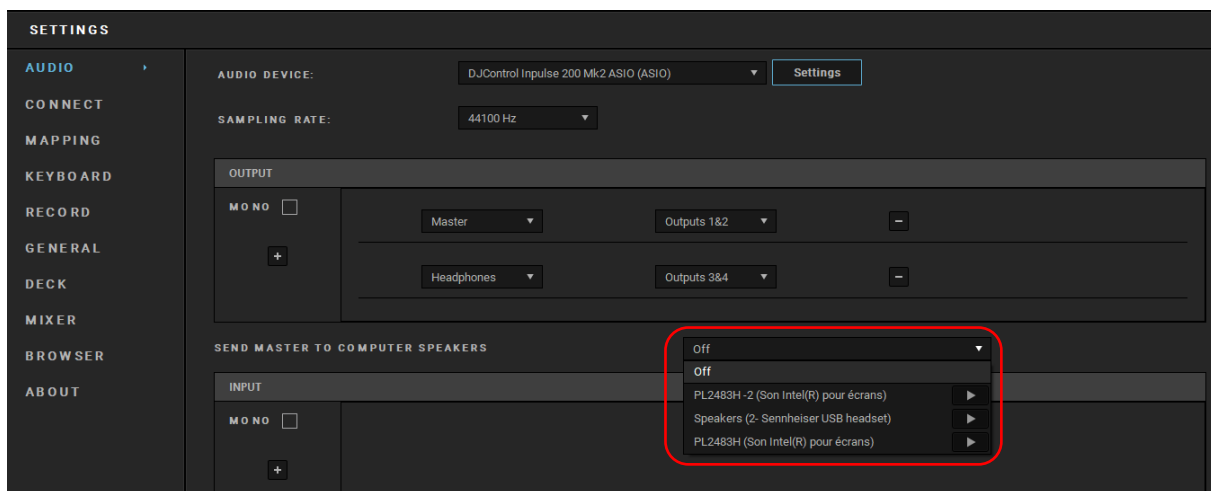 SETTINGS
AUDIO
CONNECT
MAPPING
KEYBOARD
RECORD
GENERAL
DECK
MIXER
BROWSER
ABOUT
AUDIO DEVICE: DJControl Inpulse 200 Mk2 ASIO (ASIO) Settings
SAMPLING RATE: 44100 Hz
OUTPUT
MONO
Master Outputs 1&2 −
+
Headphones Outputs 3&4 −
SEND MASTER TO COMPUTER SPEAKERS Off
Off
PL2483H -2 (Son Intel(R) pour écrans)
Speakers (2- Sennheiser USB headset)
PL2483H (Son Intel(R) pour écrans)
INPUT
MONO
+